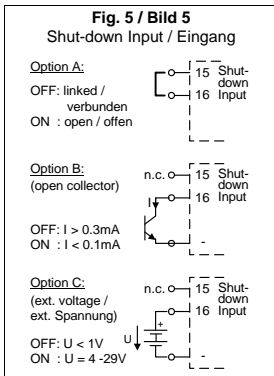 Fig. 5 / Bild 5
Shut-down Input / Eingang
Option A:
OFF: linked /
verbunden
ON : open / offen
15 Shut-
down
16 Input
Option B:
(open collector)
OFF: I > 0.3mA
ON : I < 0.1mA
n.c.
15 Shut-
down
16 Input
I
-
Option C:
(ext. voltage /
ext. Spannung)
OFF: U < 1V
ON : U = 4 -29V
n.c.
15 Shut-
down
16 Input
+
U
-